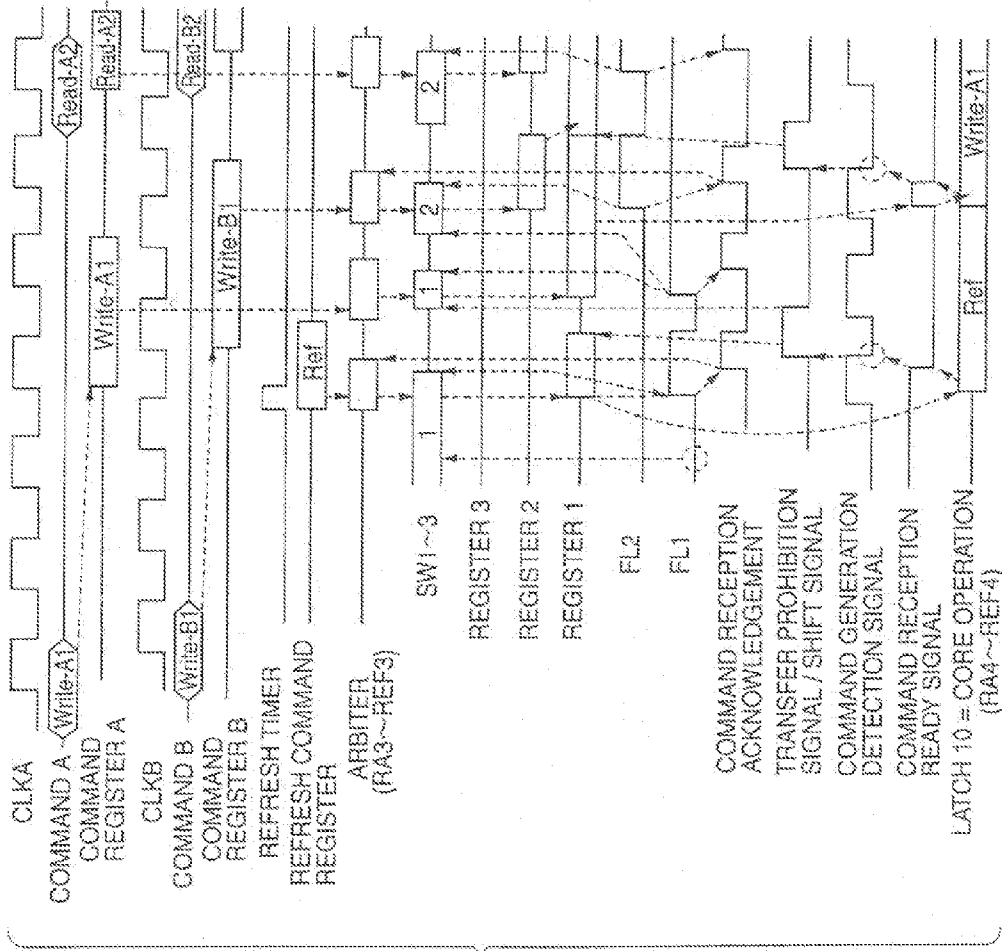 CLKA
COMMAND A
Write-A1
Read-A2
COMMAND
REGISTER A
Write-A1
Read-A2
CLKB
COMMAND B
Write-B1
Read-B2
COMMAND
REGISTER B
Write-B1
REFRESH TIMER
REFRESH COMMAND
REGISTER
Ref
ARBITER
(RA3~REF3)
SW1~3
1
1
2
2
REGISTER 3
REGISTER 2
REGISTER 1
FL2
FL1
COMMAND RECEPTION
ACKNOWLEDGEMENT
TRANSFER PROHIBITION
SIGNAL / SHIFT SIGNAL
COMMAND GENERATION
DETECTION SIGNAL
COMMAND RECEPTION
READY SIGNAL
LATCH 10 = CORE OPERATION
(RA4~REF4)
Ref
Write-A1